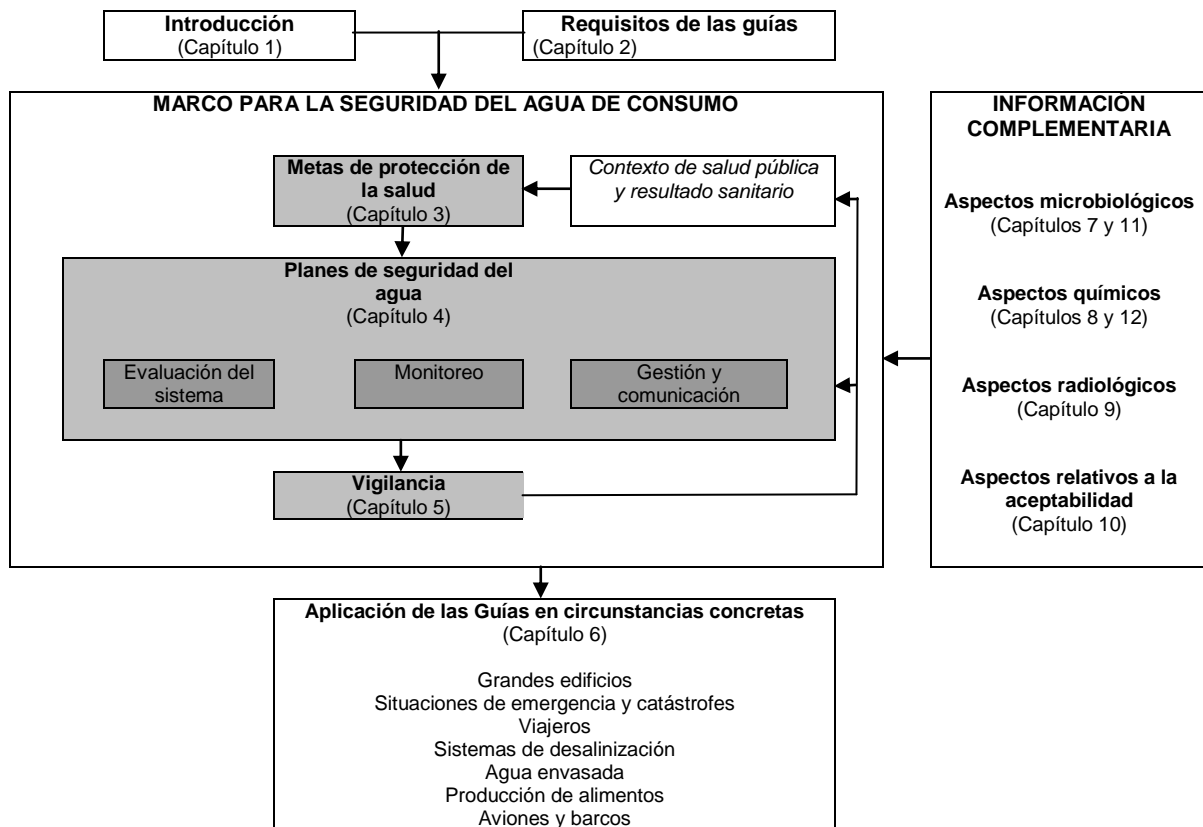 Introducción
(Capítulo 1)
Requisitos de las guías
(Capítulo 2)
MARCO PARA LA SEGURIDAD DEL AGUA DE CONSUMO
Metas de protección de
la salud
(Capítulo 3)
Contexto de salud pública
y resultado sanitario
Planes de seguridad del
agua
(Capítulo 4)
Evaluación del
sistema
Monitoreo
Gestión y
comunicación
Vigilancia
(Capítulo 5)
INFORMACIÓN
COMPLEMENTARIA
Aspectos microbiológicos
(Capítulos 7 y 11)
Aspectos químicos
(Capítulos 8 y 12)
Aspectos radiológicos
(Capítulo 9)
Aspectos relativos a la
aceptabilidad
(Capítulo 10)
Aplicación de las Guías en circunstancias concretas
(Capítulo 6)
Grandes edificios
Situaciones de emergencia y catástrofes
Viajeros
Sistemas de desalinización
Agua envasada
Producción de alimentos
Aviones y barcos